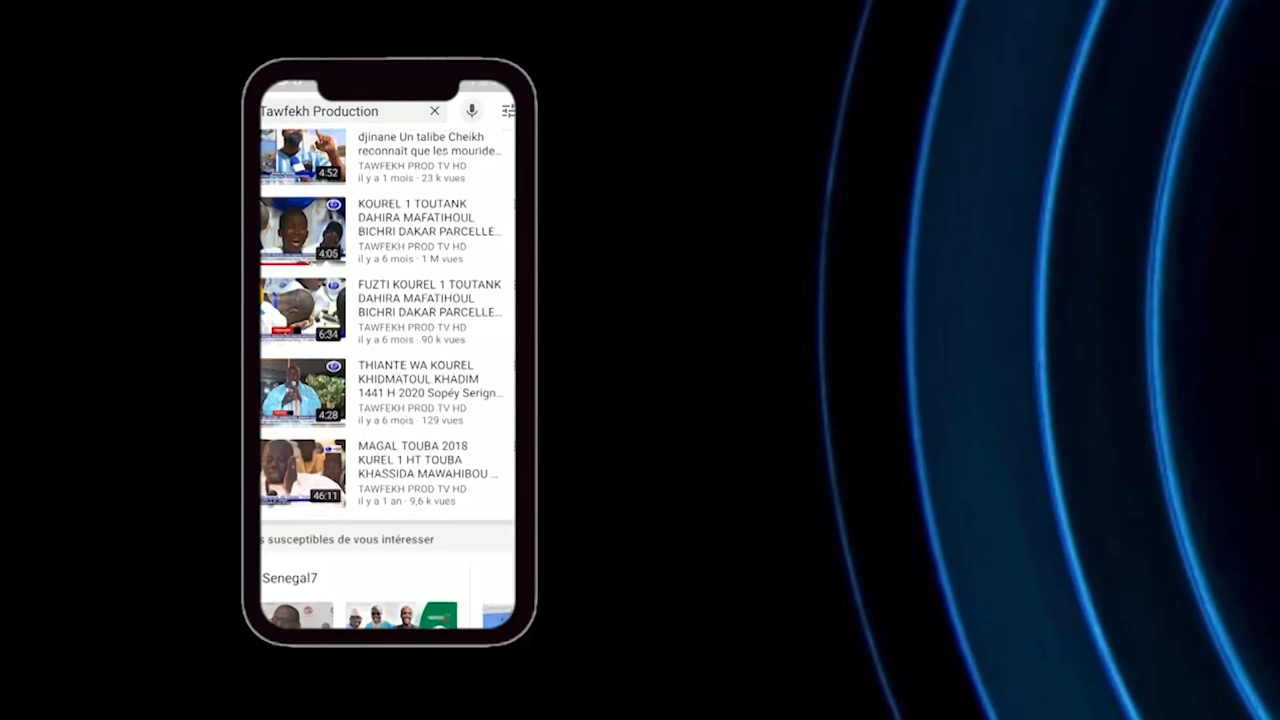 Tawfekh Production
djinane Un talibe Cheikh
reconnaît que les mouride...
TAWFEKH PROD TV HD
il y a 1 mois · 23 k vues
4:52
KOUREL 1 TOUTANK
DAHIRA MAFATIHOUL
BICHRI DAKAR PARCELLE...
TAWFEKH PROD TV HD
il y a 6 mois · 1 M vues
4:05
FUZTI KOUREL 1 TOUTANK
DAHIRA MAFATIHOUL
BICHRI DAKAR PARCELLE...
TAWFEKH PROD TV HD
il y a 6 mois · 90 k vues
6:34
THIANTE WA KOUREL
KHIDMATOUL KHADIM
1441 H 2020 Sopéy Serign...
TAWFEKH PROD TV HD
il y a 6 mois · 129 vues
4:28
MAGAL TOUBA 2018
KUREL 1 HT TOUBA
KHASSIDA MAWAHIBOU ...
TAWFEKH PROD TV HD
il y a 1 an · 9,6 k vues
46:11
s susceptibles de vous intéresser
Senegal7